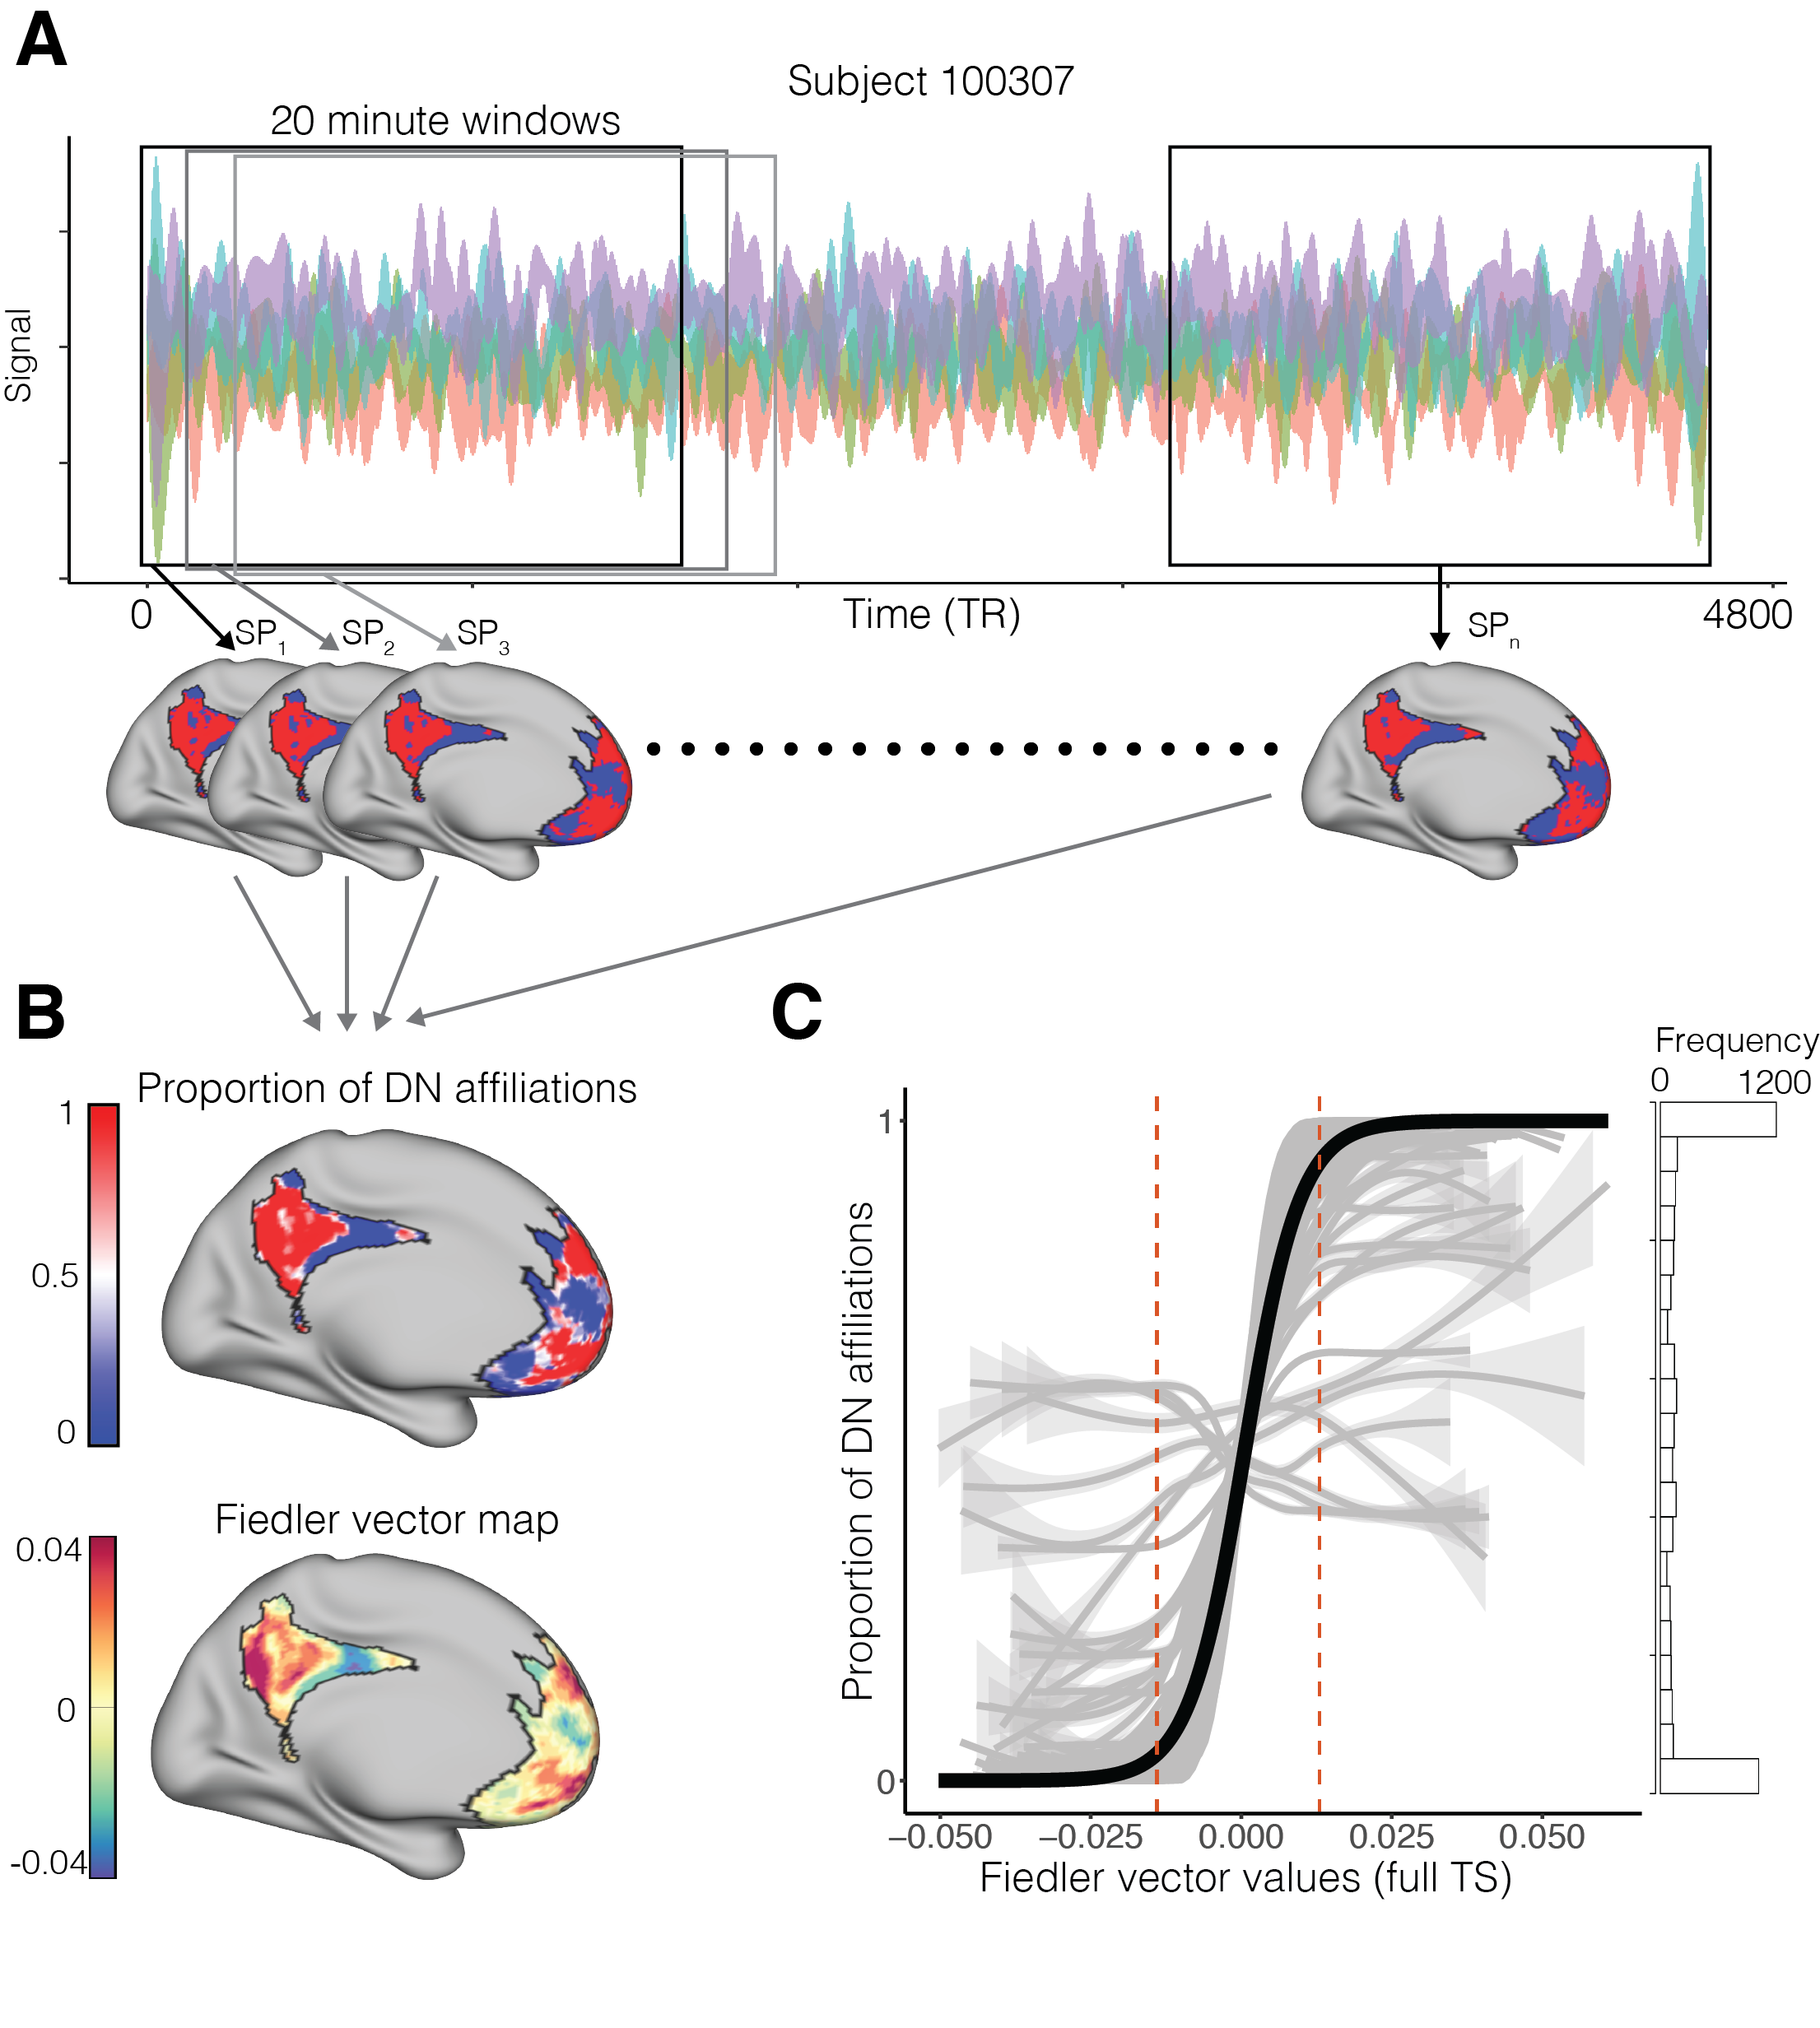 A
Subject 100307
20 minute windows
Signal
0
Time (TR)
4800
SP1
SP2
SP3
SPn
B
Proportion of DN affiliations
1
0.5
0
Fiedler vector map
0.04
0
-0.04
C
Frequency
0 1200
Proportion of DN affiliations
1
0
−0.050 −0.025 0.000 0.025 0.050
Fiedler vector values (full TS)